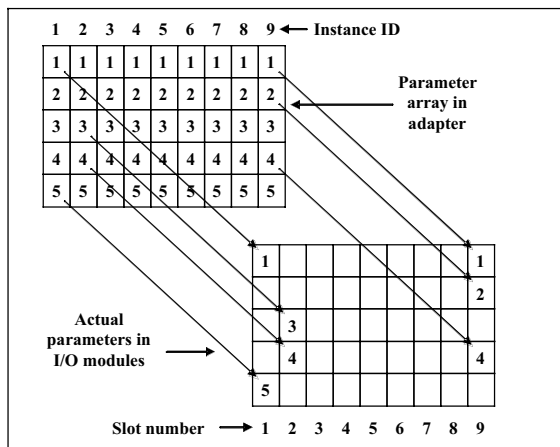 1 2 3 4 5 6 7 8 9 Instance ID
1 1 1 1 1 1 1 1 1
2 2 2 2 2 2 2 2 2
3 3 3 3 3 3 3 3 3
4 4 4 4 4 4 4 4 4
5 5 5 5 5 5 5 5 5
Parameter
array in
adapter
1 1
2
3
4 4
5
Actual
parameters in
I/O modules
Slot number 1 2 3 4 5 6 7 8 9